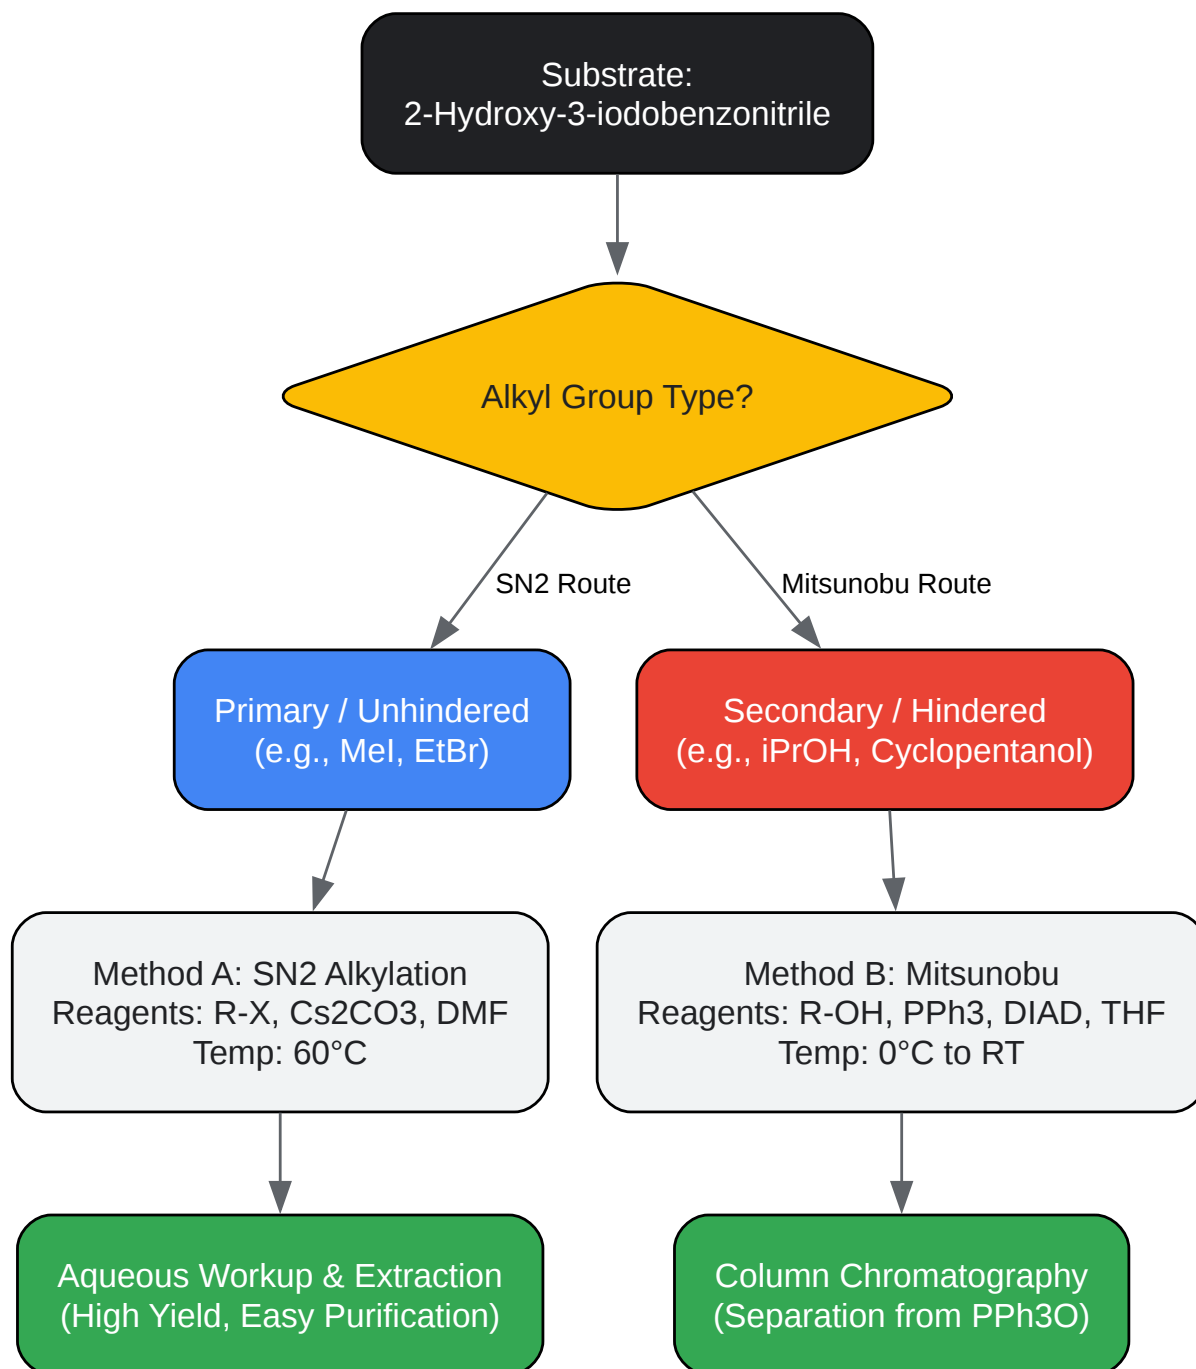 Substrate:
2-Hydroxy-3-iodobenzonitrile
Alkyl Group Type?
SN2 Route
Mitsunobu Route
Primary / Unhindered
(e.g., MeI, EtBr)
Secondary / Hindered
(e.g., iPrOH, Cyclopentanol)
Method A: SN2 Alkylation
Reagents: R-X, Cs2CO3, DMF
Temp: 60°C
Method B: Mitsunobu
Reagents: R-OH, PPh3, DIAD, THF
Temp: 0°C to RT
Aqueous Workup & Extraction
(High Yield, Easy Purification)
Column Chromatography
(Separation from PPh3O)